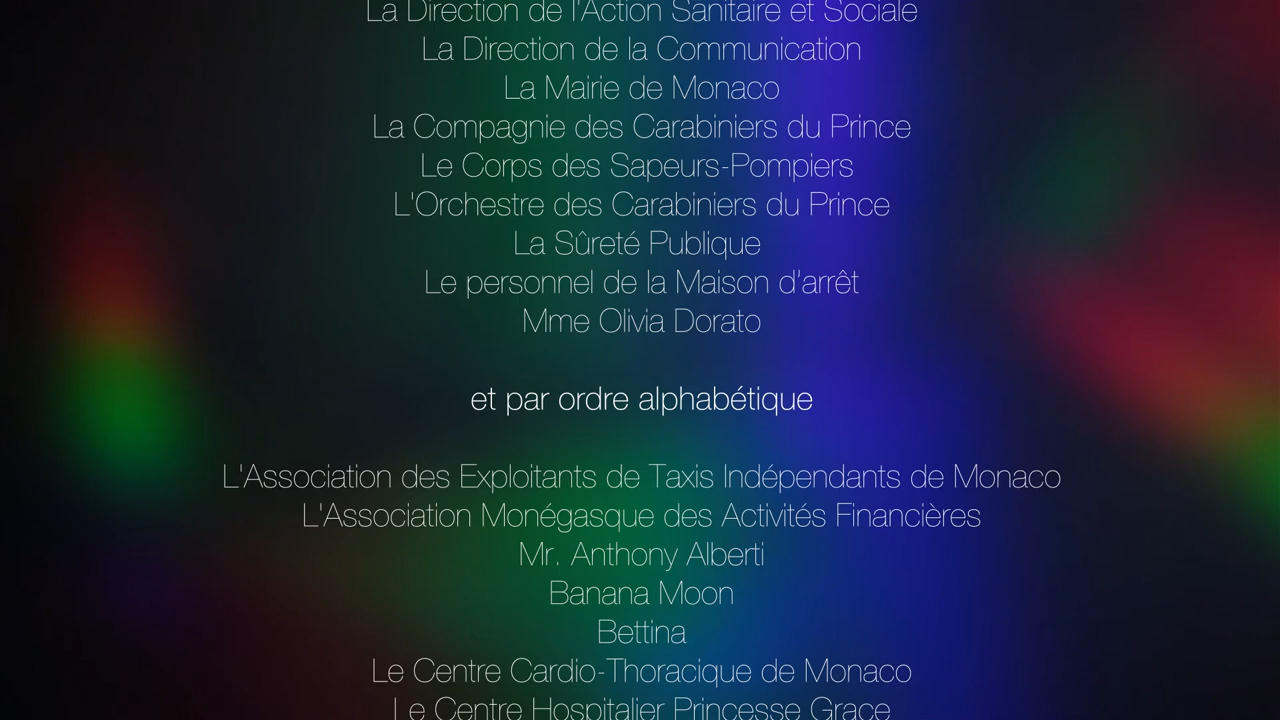 La Direction de l'Action Sanitaire et Sociale
La Direction de la Communication
La Mairie de Monaco
La Compagnie des Carabiniers du Prince
Le Corps des Sapeurs-Pompiers
L'Orchestre des Carabiniers du Prince
La Sûreté Publique
Le personnel de la Maison d'arrêt
Mme Olivia Dorato
et par ordre alphabétique
L'Association des Exploitants de Taxis Indépendants de Monaco
L'Association Monégasque des Activités Financières
Mr. Anthony Alberti
Banana Moon
Bettina
Le Centre Cardio-Thoracique de Monaco
Le Centre Hospitalier Princesse Grace